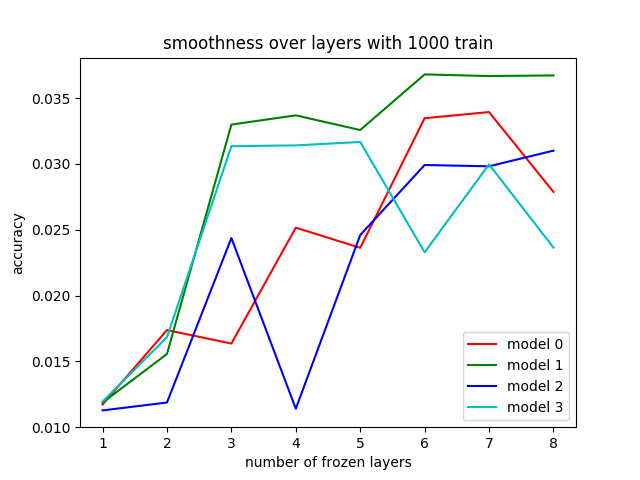 smoothness over layers with 1000 train
accuracy
0.035
0.030
0.025
0.020
0.015
0.010
1 2 3 4 5 6 7 8
number of frozen layers
model 0
model 1
model 2
model 3